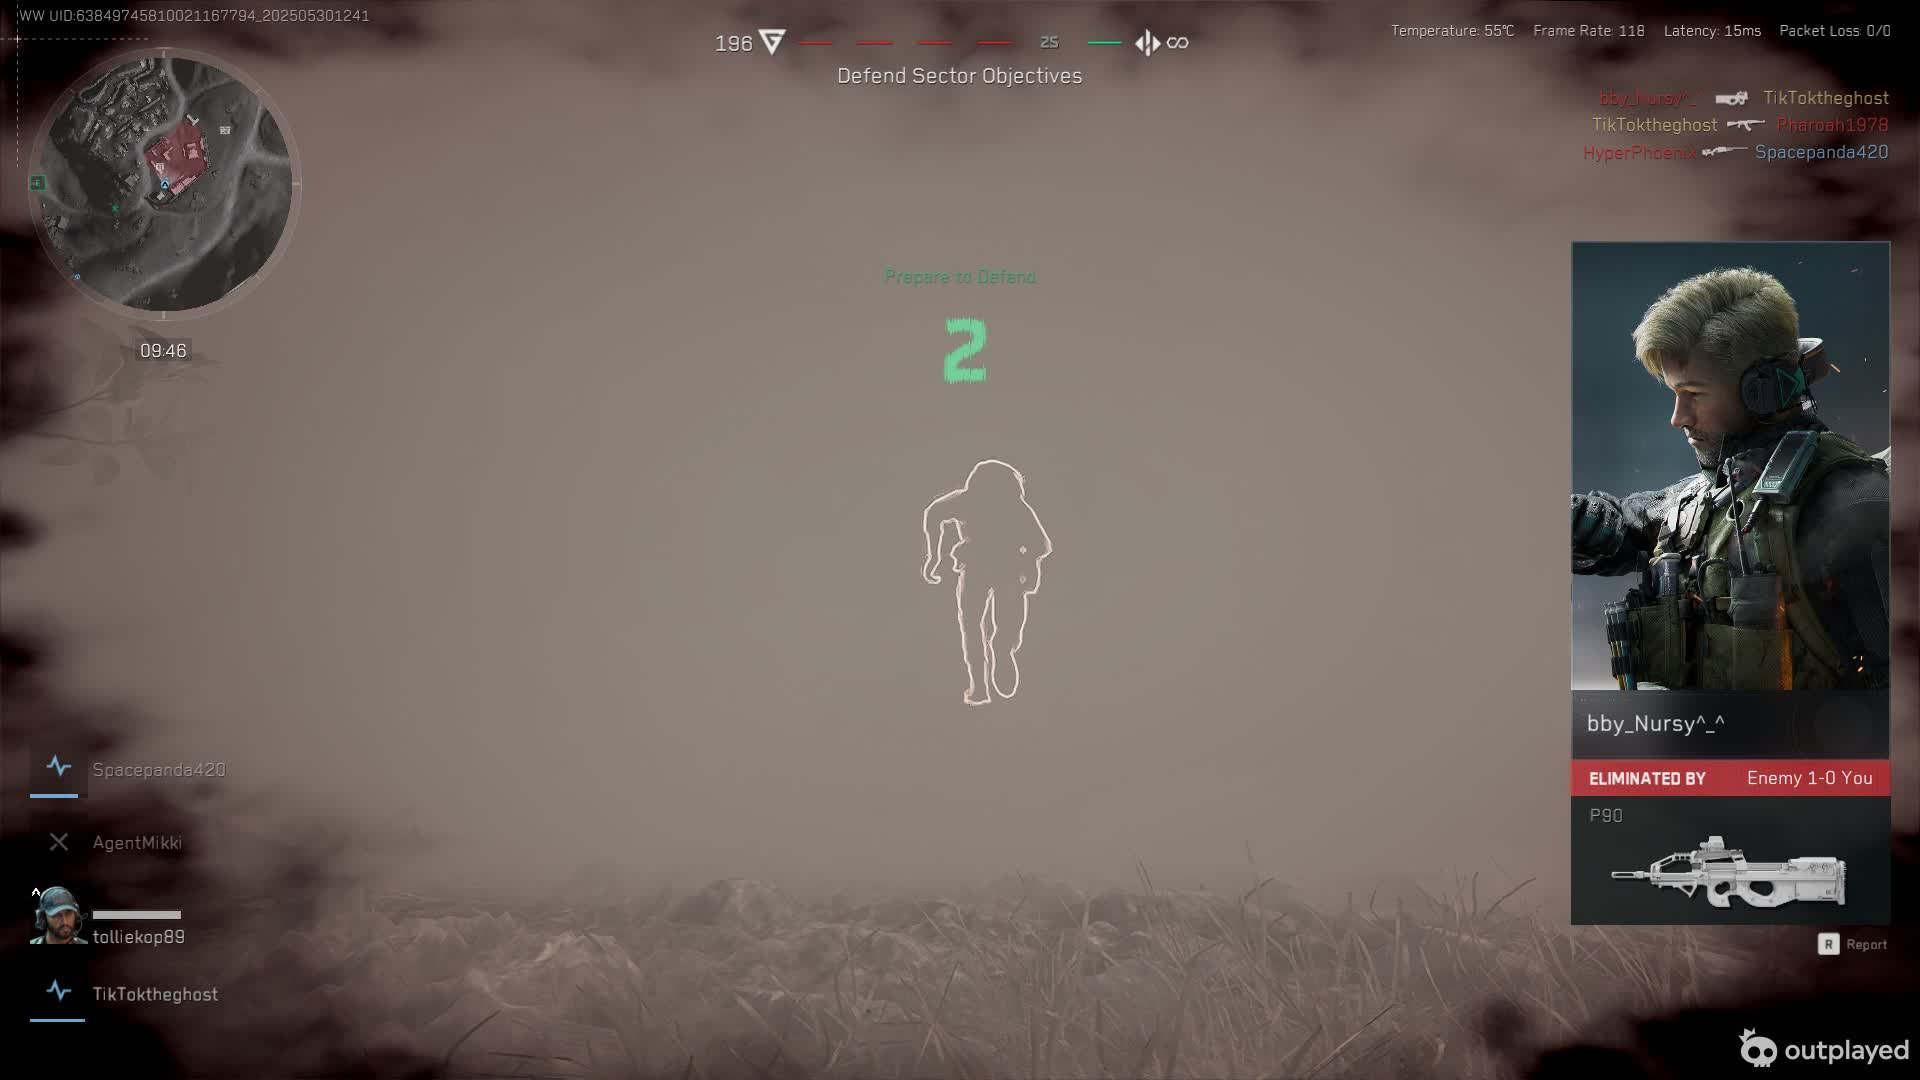 WW UID:63849745810021167794_202505301241
196 25 ∞
Defend Sector Objectives
Temperature: 55℃ Frame Rate: 118 Latency: 15ms Packet Loss: 0/0
bby_Nursy^_^ TikToktheghost
TikToktheghost Pharoah1978
HyperPhoenix Spacepanda420
E
A
09:46
Prepare to Defend
2
bby_Nursy^_^
ELIMINATED BY Enemy 1-0 You
P90
R Report
Spacepanda420
AgentMikki
tolliekop89
TikToktheghost
outplayed